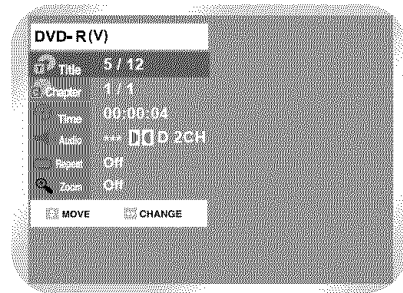 DVD-R(V)
Title 5 / 12
Chapter 1 / 1
Time 00:00:04
Audio *** DD D 2CH
Repeat Off
Zoom Off
MOVE CHANGE